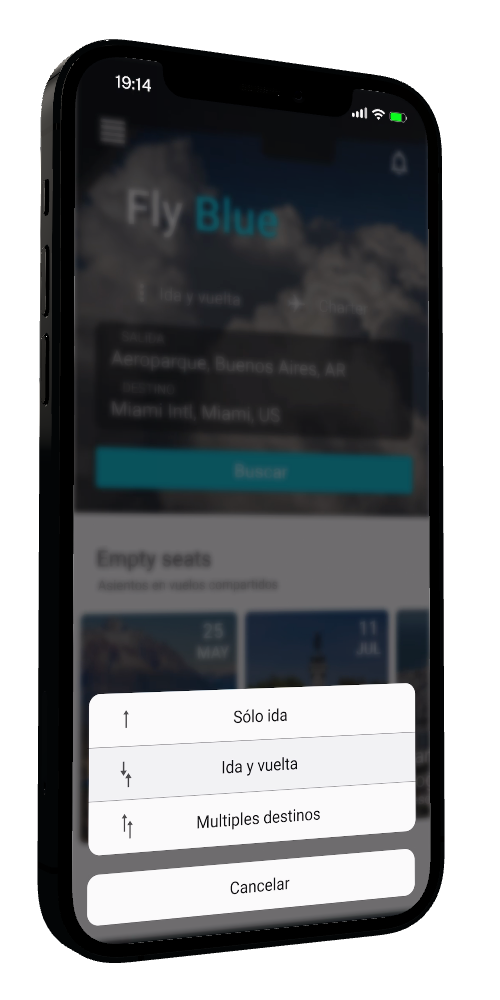 19:14
Fly Blue
Ida y vuelta
Charter
SALIDA
Aeroparque, Buenos Aires, AR
DESTINO
Miami Intl, Miami, US
Buscar
Empty seats
Asientos en vuelos compartidos
25
MAY
11
JUL
Sólo ida
Ida y vuelta
Multiples destinos
Cancelar